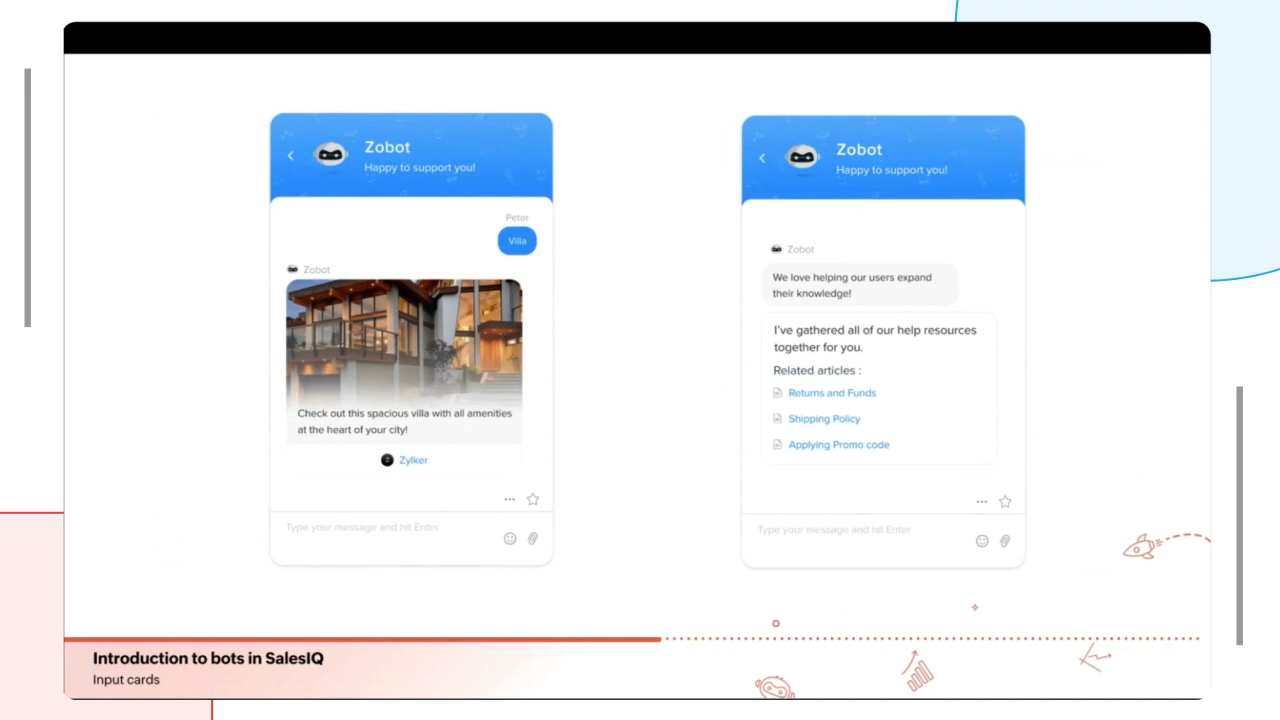 Zobot
Happy to support you!
Peter
Villa
Zobot
Check out this spacious villa with all amenities
at the heart of your city!
Zylker
Type your message and hit Enter
Zobot
Happy to support you!
Zobot
We love helping our users expand
their knowledge!
I've gathered all of our help resources
together for you.
Related articles :
Returns and Funds
Shipping Policy
Applying Promo code
Type your message and hit Enter
Introduction to bots in SalesIQ
Input cards